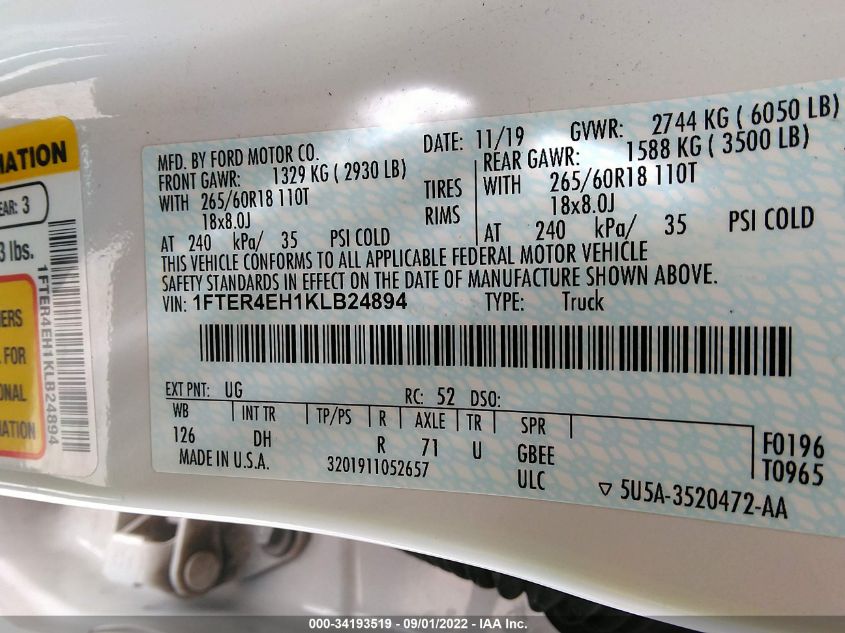 MATION
EAR: 3
3 lbs.
ERS
FOR
ONAL
MATION
1FTER4EH1KLB24894
MFD. BY FORD MOTOR CO.
DATE: 11/19 GVWR: 2744 KG ( 6050 LB)
FRONT GAWR: 1329 KG ( 2930 LB)
REAR GAWR: 1588 KG ( 3500 LB)
WITH 265/60R18 110T TIRES WITH 265/60R18 110T
18x8.0J RIMS 18x8.0J
AT 240 kPa/ 35 PSI COLD AT 240 kPa/ 35 PSI COLD
THIS VEHICLE CONFORMS TO ALL APPLICABLE FEDERAL MOTOR VEHICLE
SAFETY STANDARDS IN EFFECT ON THE DATE OF MANUFACTURE SHOWN ABOVE.
VIN: 1FTER4EH1KLB24894 TYPE: Truck
EXT PNT: UG RC: 52 DSO:
WB INT TR TP/PS R AXLE TR SPR
126 DH R 71 U GBEE F0196
MADE IN U.S.A. 3201911052657 ULC T0965
▽ 5U5A-3520472-AA
000-34193519 - 09/01/2022 - IAA Inc.